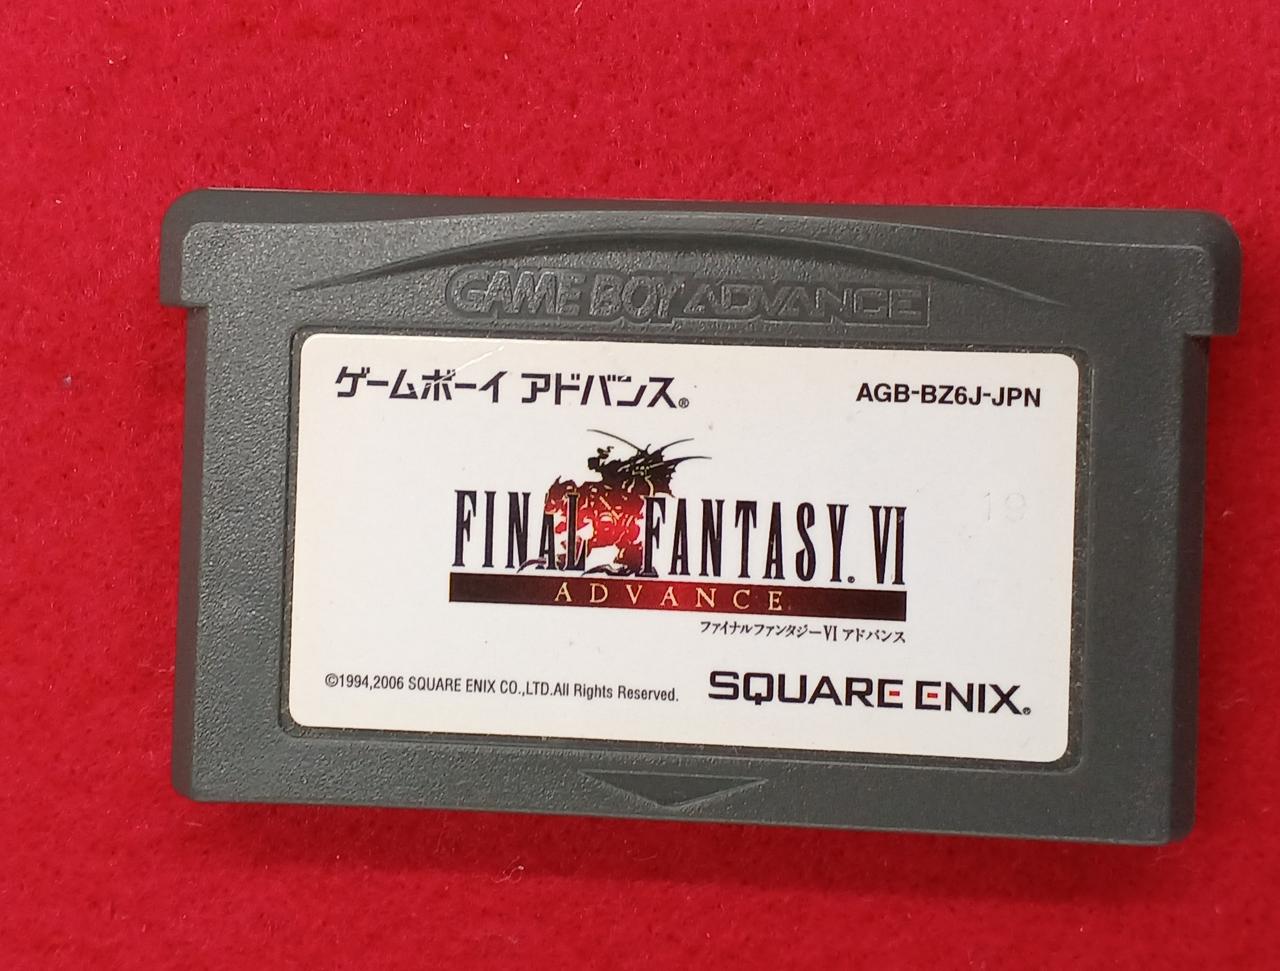 GAME BOY ADVANCE
ゲームボーイ アドバンス®
AGB-BZ6J-JPN
FINAL FANTASY® VI
19
ADVANCE
ファイナルファンタジーVI アドバンス
©1994,2006 SQUARE ENIX CO.,LTD.All Rights Reserved.
SQUARE ENIX®